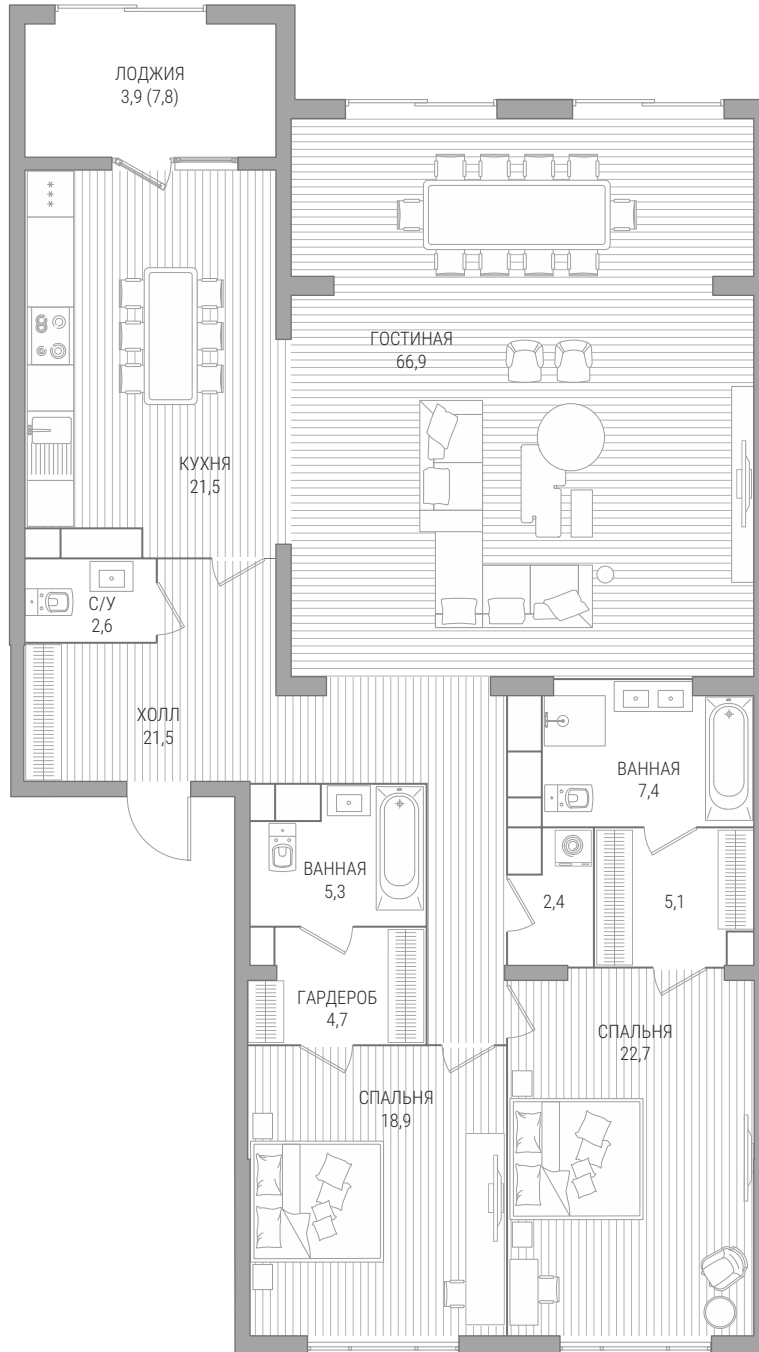 ЛОДЖИЯ
3,9 (7,8)
ГОСТИНАЯ
66,9
КУХНЯ
21,5
С/У
2,6
ХОЛЛ
21,5
ВАННАЯ
7,4
ВАННАЯ
5,3
2,4
5,1
ГАРДЕРОБ
4,7
СПАЛЬНЯ
22,7
СПАЛЬНЯ
18,9